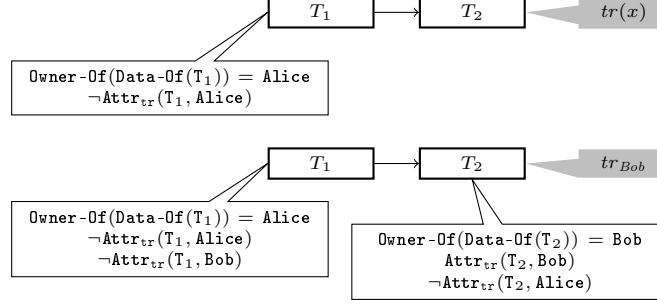 T₁ T₂ tr(x)
Owner-Of(Data-Of(T₁)) = Alice
¬Attrₜᵣ(T₁, Alice)
T₁ T₂ tr_Bob
Owner-Of(Data-Of(T₁)) = Alice
¬Attrₜᵣ(T₁, Alice)
¬Attrₜᵣ(T₁, Bob)
Owner-Of(Data-Of(T₂)) = Bob
Attrₜᵣ(T₂, Bob)
¬Attrₜᵣ(T₂, Alice)